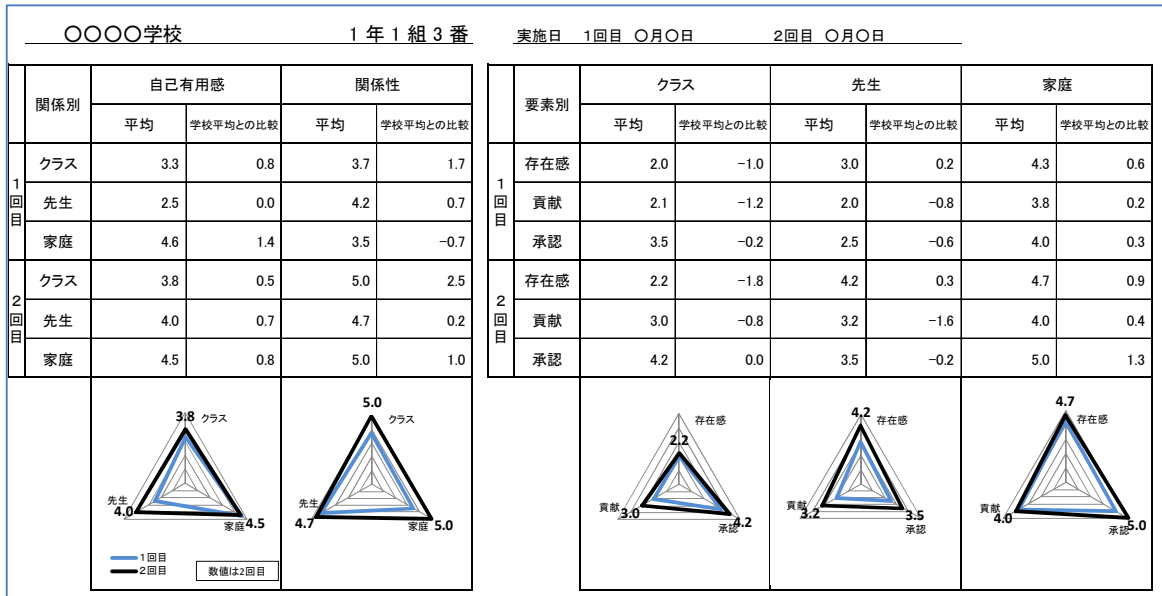 〇〇〇〇学校 1年1組3番 実施日 1回目 〇月〇日 2回目 〇月〇日
関係別 自己有用感 関係性
平均 学校平均との比較 平均 学校平均との比較
1回目
クラス 3.3 0.8 3.7 1.7
先生 2.5 0.0 4.2 0.7
家庭 4.6 1.4 3.5 −0.7
2回目
クラス 3.8 0.5 5.0 2.5
先生 4.0 0.7 4.7 0.2
家庭 4.5 0.8 5.0 1.0
要素別 クラス 先生 家庭
平均 学校平均との比較 平均 学校平均との比較 平均 学校平均との比較
1回目
存在感 2.0 −1.0 3.0 0.2 4.3 0.6
貢献 2.1 −1.2 2.0 −0.8 3.8 0.2
承認 3.5 −0.2 2.5 −0.6 4.0 0.3
2回目
存在感 2.2 −1.8 4.2 0.3 4.7 0.9
貢献 3.0 −0.8 3.2 −1.6 4.0 0.4
承認 4.2 0.0 3.5 −0.2 5.0 1.3
3.8
クラス
先生
4.0
家庭
4.5
1回目
2回目
数値は2回目
5.0
クラス
先生
4.7
家庭
5.0
存在感
2.2
貢献
3.0
承認
4.2
4.2
存在感
貢献
3.2
承認
3.5
4.7
存在感
貢献
4.0
承認
5.0